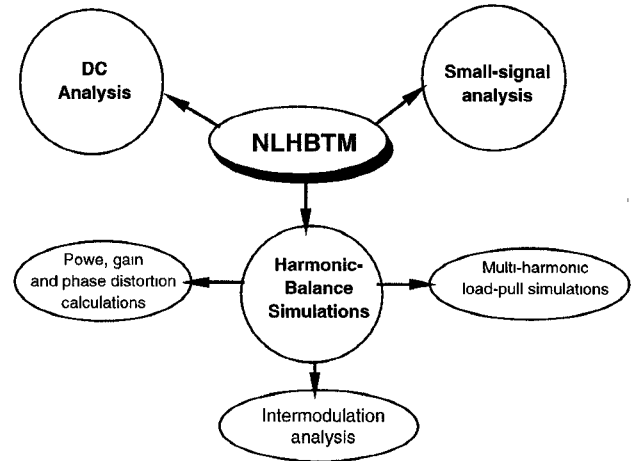 DC
Analysis
Small-signal
analysis
NLHBTM
Powe, gain
and phase distortion
calculations
Harmonic-
Balance
Simulations
Multi-harmonic
load-pull simulations
Intermodulation
analysis